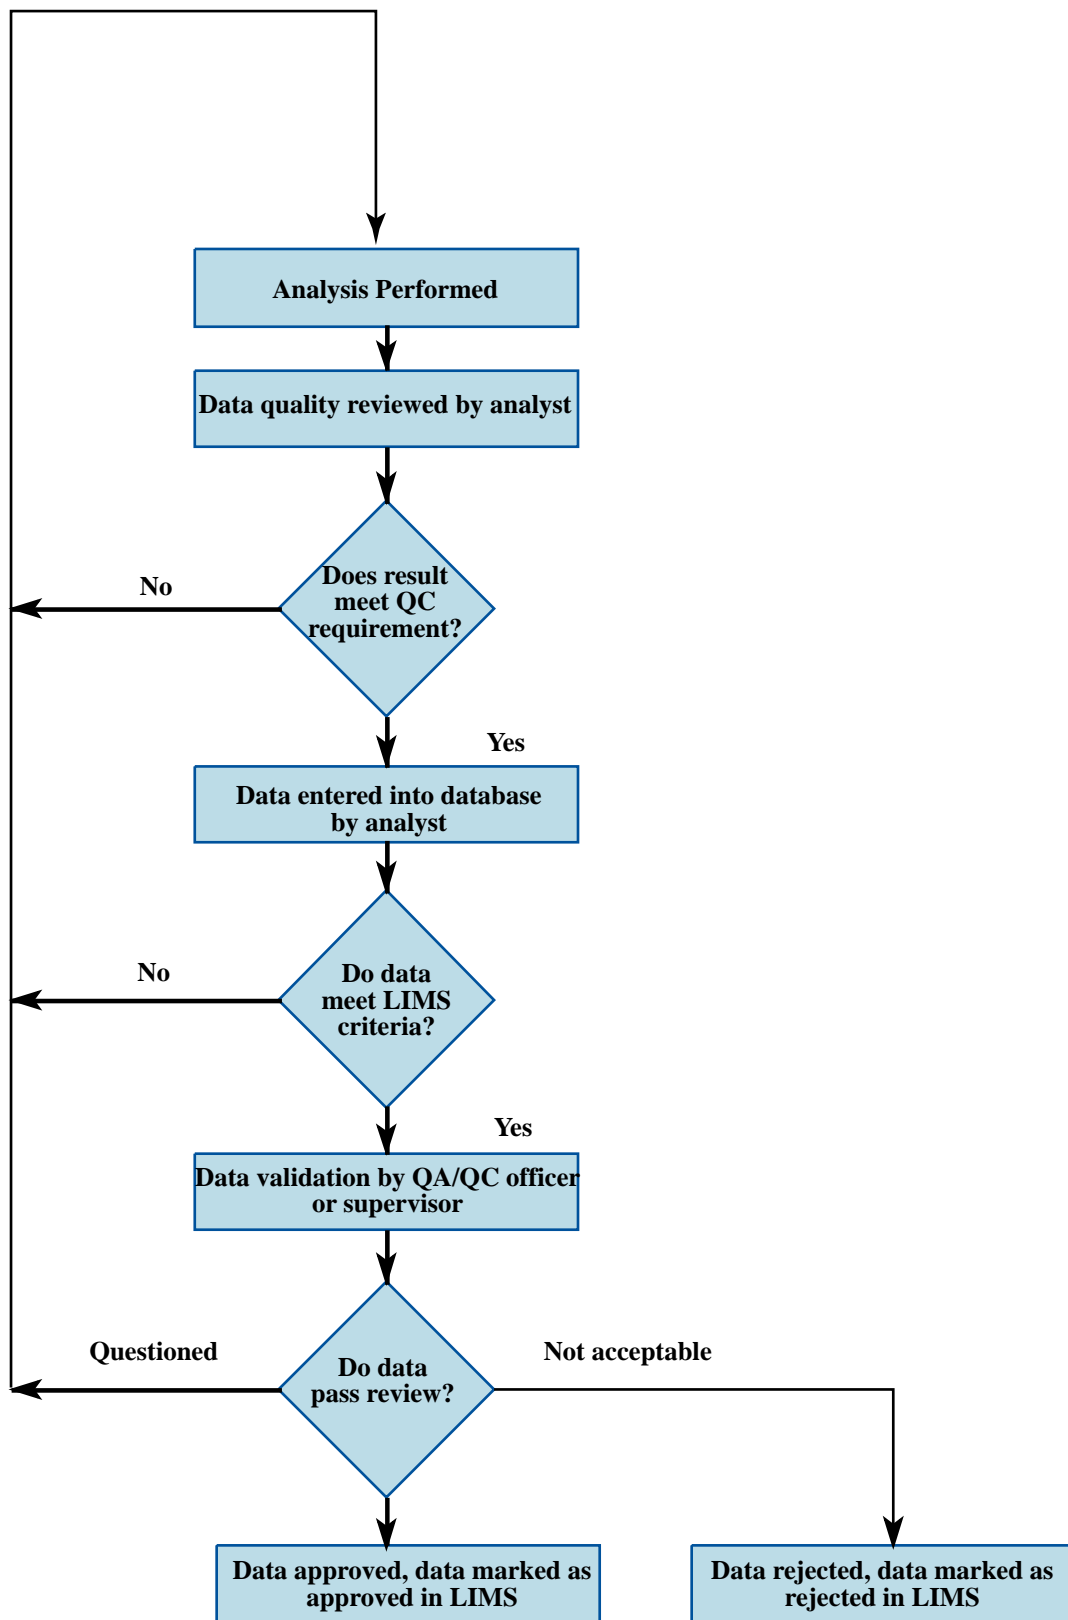 Analysis Performed
Data quality reviewed by analyst
Does result
meet QC
requirement?
No
Yes
Data entered into database
by analyst
Do data
meet LIMS
criteria?
No
Yes
Data validation by QA/QC officer
or supervisor
Questioned
Do data
pass review?
Not acceptable
Data approved, data marked as
approved in LIMS
Data rejected, data marked as
rejected in LIMS